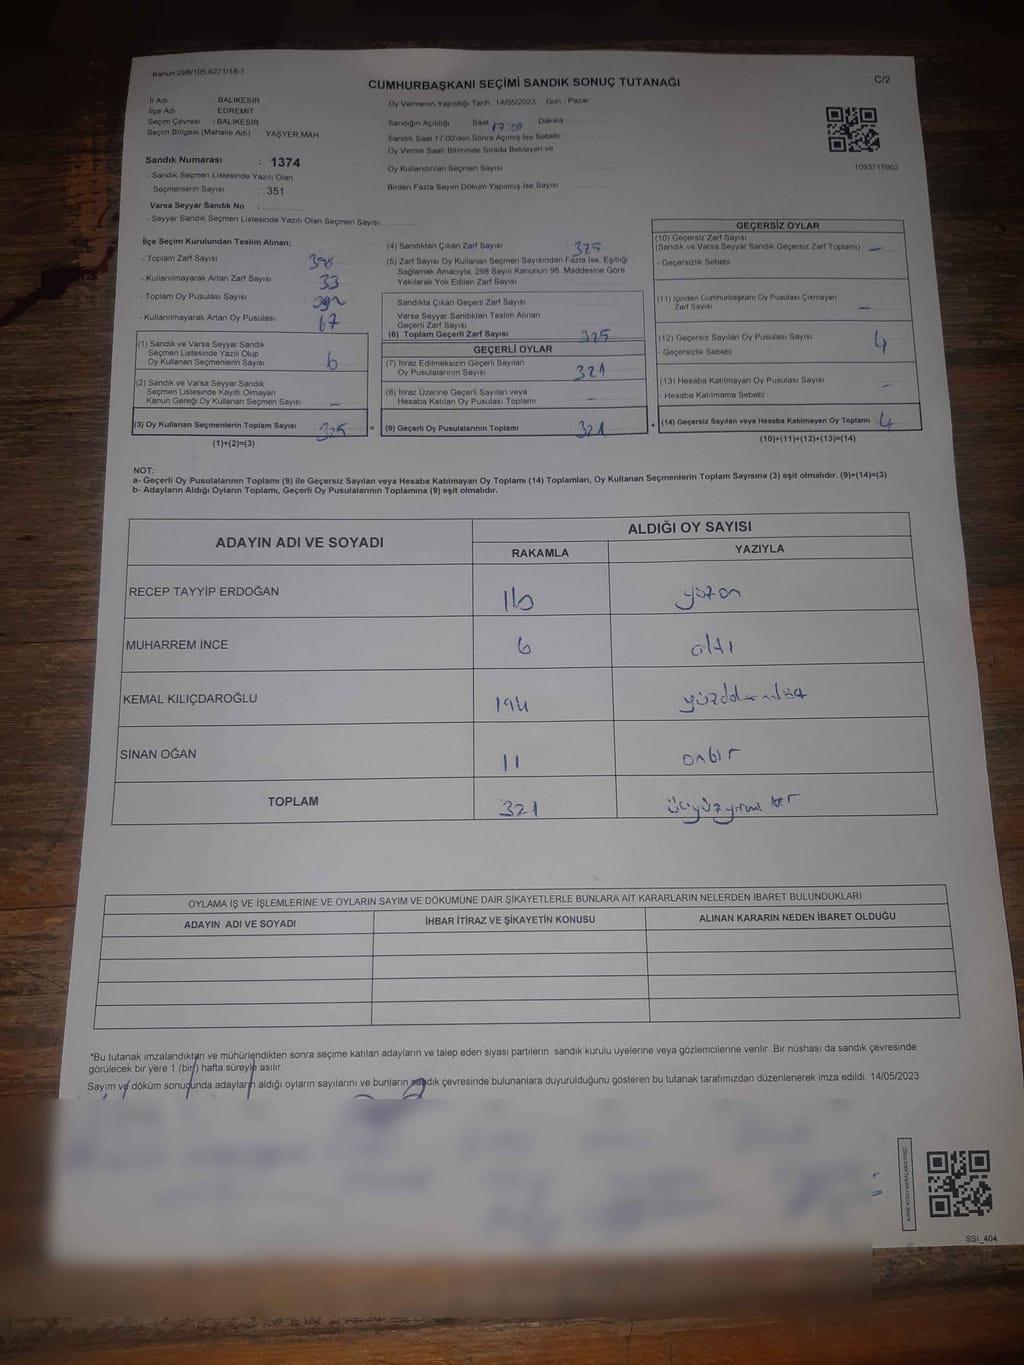 Kanun:298/105,6271/18-1
C/2
CUMHURBAŞKANI SEÇİMİ SANDIK SONUÇ TUTANAĞI
İl Adı BALIKESİR
İlçe Adı EDREMİT
Seçim Çevresi : BALIKESİR
Seçim Bölgesi (Mahalle Adı) : YAŞYER MAH.
Sandık Numarası : 1374
- Sandık Seçmen Listesinde Yazılı Olan
Seçmenlerin Sayısı : 351
Varsa Seyyar Sandık No :
- Seyyar Sandık Seçmen Listesinde Yazılı Olan Seçmen Sayısı:
Oy Vermenin Yapıldığı Tarih : 14/05/2023 Gün : Pazar
Sandığın Açıldığı Saat 17:00 Dakika
Sandık Saat 17:00'den Sonra Açılmış İse Sebebi :
Oy Verme Saati Bitiminde Sırada Bekleyen ve
Oy Kullandırılan Seçmen Sayısı
Birden Fazla Sayım Döküm Yapılmış İse Sayısı
1093715902
İlçe Seçim Kurulundan Teslim Alınan;
- Toplam Zarf Sayısı
- Kullanılmayarak Artan Zarf Sayısı 33
- Toplam Oy Pusulası Sayısı 392
- Kullanılmayarak Artan Oy Pusulası 67
(1) Sandık ve Varsa Seyyar Sandık
Seçmen Listesinde Yazılı Olup
Oy Kullanan Seçmenlerin Sayısı 6
(2) Sandık ve Varsa Seyyar Sandık
Seçmen Listesinde Kayıtlı Olmayan
Kanun Gereği Oy Kullanan Seçmen Sayısı –
(3) Oy Kullanan Seçmenlerin Toplam Sayısı 325 =
(1)+(2)=(3)
(4) Sandıktan Çıkan Zarf Sayısı 325
(5) Zarf Sayısı Oy Kullanan Seçmen Sayısından Fazla İse, Eşitliği
Sağlamak Amacıyla, 298 Sayılı Kanunun 98. Maddesine Göre
Yakılarak Yok Edilen Zarf Sayısı
Sandıkta Çıkan Geçerli Zarf Sayısı
Varsa Seyyar Sandıktan Teslim Alınan
Geçerli Zarf Sayısı
(6) Toplam Geçerli Zarf Sayısı 325
GEÇERLİ OYLAR
(7) İtiraz Edilmeksizin Geçerli Sayılan
Oy Pusulalarının Sayısı 321
(8) İtiraz Üzerine Geçerli Sayılan veya
Hesaba Katılan Oy Pusulası Toplamı –
(9) Geçerli Oy Pusulalarının Toplamı 321 +
GEÇERSİZ OYLAR
(10) Geçersiz Zarf Sayısı
(Sandık ve Varsa Seyyar Sandık Geçersiz Zarf Toplamı) : –
- Geçersizlik Sebebi
(11) İçinden Cumhurbaşkanı Oy Pusulası Çıkmayan
Zarf Sayısı –
(12) Geçersiz Sayılan Oy Pusulası Sayısı 4
- Geçersizlik Sebebi
(13) Hesaba Katılmayan Oy Pusulası Sayısı –
- Hesaba Katılmama Sebebi :
(14) Geçersiz Sayılan veya Hesaba Katılmayan Oy Toplamı 4
(10)+(11)+(12)+(13)=(14)
NOT:
a- Geçerli Oy Pusulalarının Toplamı (9) ile Geçersiz Sayılan veya Hesaba Katılmayan Oy Toplamı (14) Toplamları, Oy Kullanan Seçmenlerin Toplam Sayısına (3) eşit olmalıdır. (9)+(14)=(3)
b- Adayların Aldığı Oyların Toplamı, Geçerli Oy Pusulalarının Toplamına (9) eşit olmalıdır.
ADAYIN ADI VE SOYADI ALDIĞI OY SAYISI
RAKAMLA YAZIYLA
RECEP TAYYİP ERDOĞAN 110 yüzon
MUHARREM İNCE 6 altı
KEMAL KILIÇDAROĞLU 194 yüzdoksandört
SİNAN OĞAN 11 onbir
TOPLAM 321 üçyüzyirmi bir
OYLAMA İŞ VE İŞLEMLERİNE VE OYLARIN SAYIM VE DÖKÜMÜNE DAİR ŞİKAYETLERLE BUNLARA AİT KARARLARIN NELERDEN İBARET BULUNDUKLARI
ADAYIN ADI VE SOYADI İHBAR İTİRAZ VE ŞİKAYETİN KONUSU ALINAN KARARIN NEDEN İBARET OLDUĞU
*Bu tutanak imzalandıktan ve mühürlendikten sonra seçime katılan adayların ve talep eden siyasi partilerin sandık kurulu üyelerine veya gözlemcilerine verilir. Bir nüshası da sandık çevresinde
görülecek bir yere 1 (bir) hafta süreyle asılır.
Sayım ve döküm sonucunda adayların aldığı oyların sayılarını ve bunların sandık çevresinde bulunanlara duyurulduğunu gösteren bu tutanak tarafımızdan düzenlenerek imza edildi. 14/05/2023
KARE KODU KARALAMAYINIZ!
SSI_404